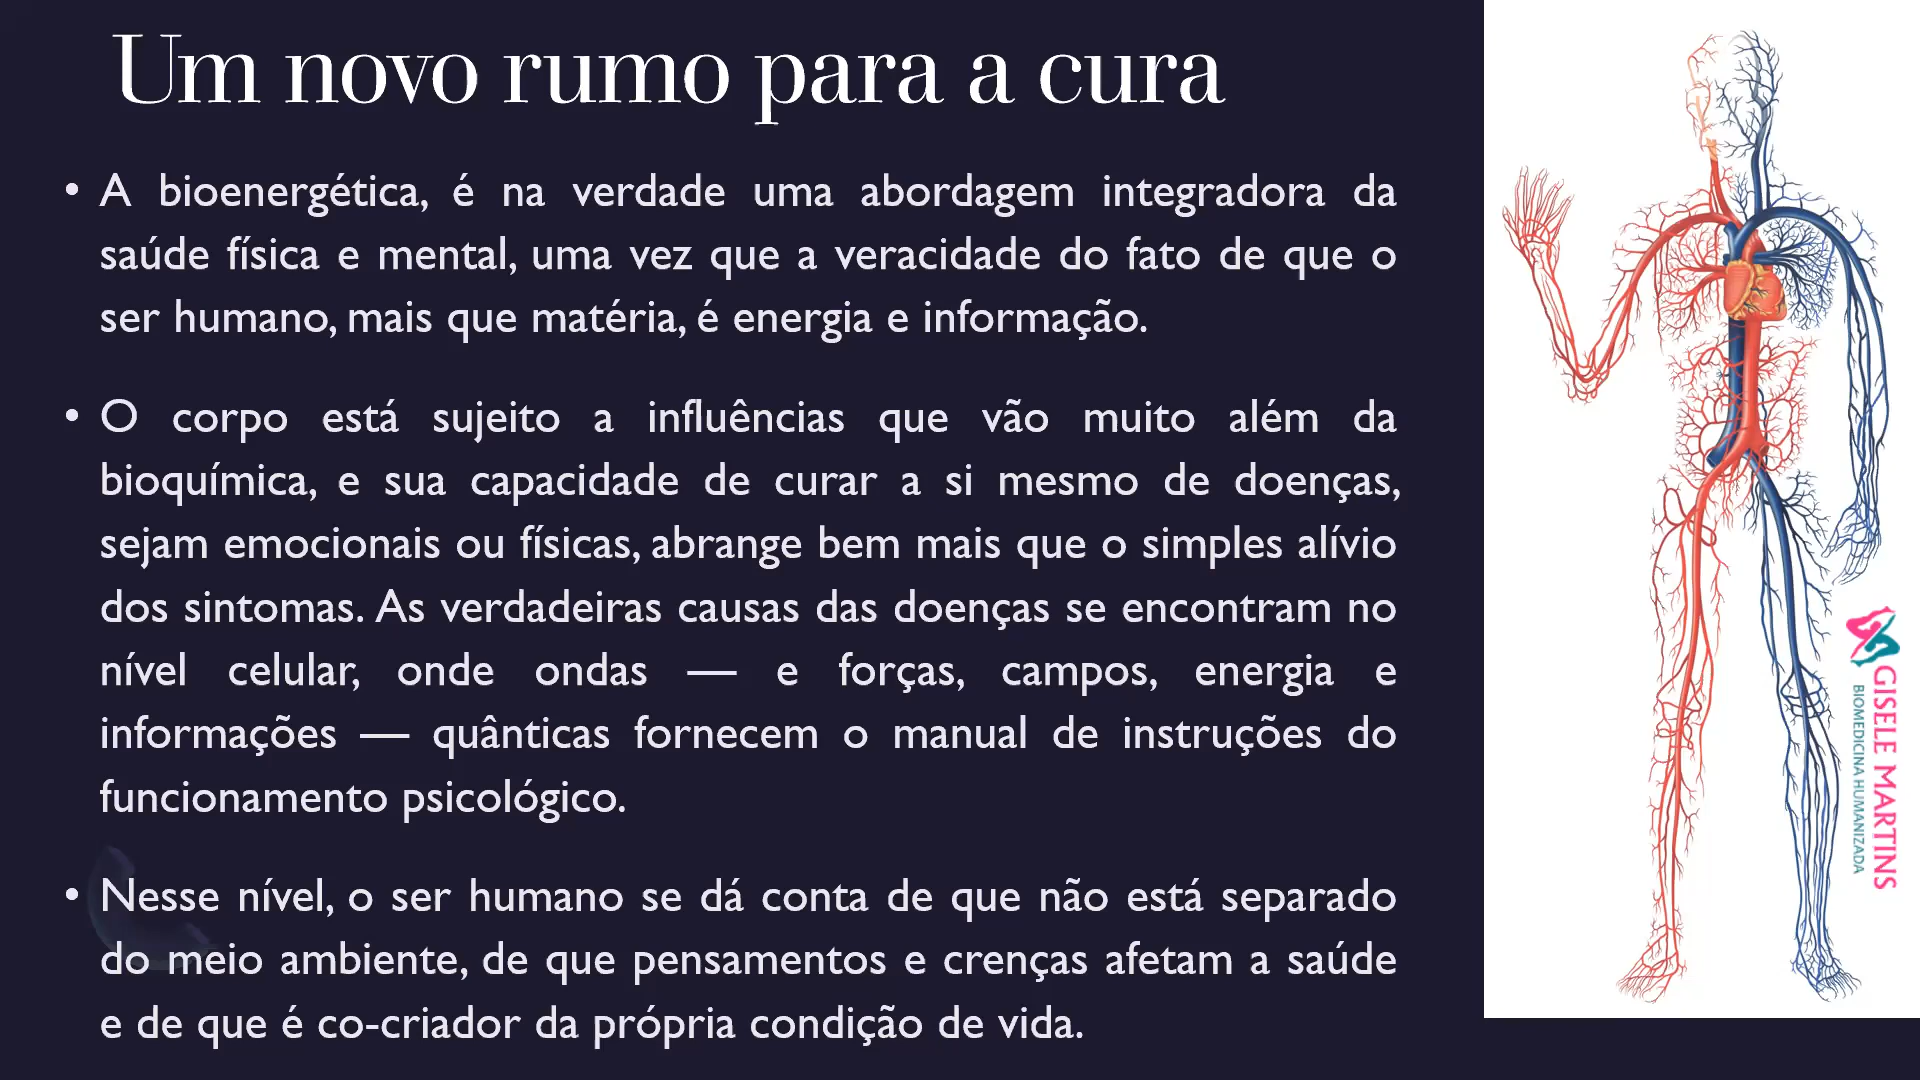 Um novo rumo para a cura
• A bioenergética, é na verdade uma abordagem integradora da
saúde física e mental, uma vez que a veracidade do fato de que o
ser humano, mais que matéria, é energia e informação.
• O corpo está sujeito a influências que vão muito além da
bioquímica, e sua capacidade de curar a si mesmo de doenças,
sejam emocionais ou físicas, abrange bem mais que o simples alívio
dos sintomas. As verdadeiras causas das doenças se encontram no
nível celular, onde ondas — e forças, campos, energia e
informações — quânticas fornecem o manual de instruções do
funcionamento psicológico.
• Nesse nível, o ser humano se dá conta de que não está separado
do meio ambiente, de que pensamentos e crenças afetam a saúde
e de que é co-criador da própria condição de vida.
GISELE MARTINS
BIOMEDICINA HUMANIZADA